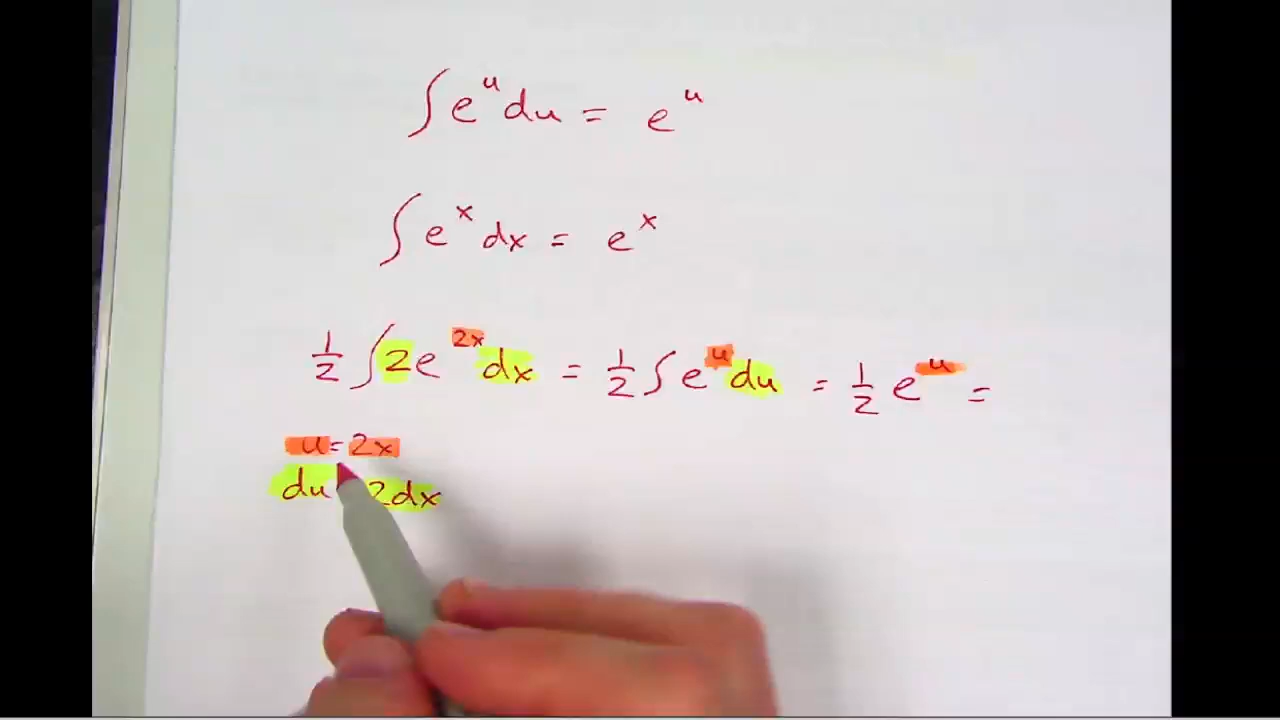 ∫e^u du = e^u
∫e^x dx = e^x
1/2 ∫2e^2x dx = 1/2 ∫e^u du = 1/2 e^u =
u = 2x
du 2dx